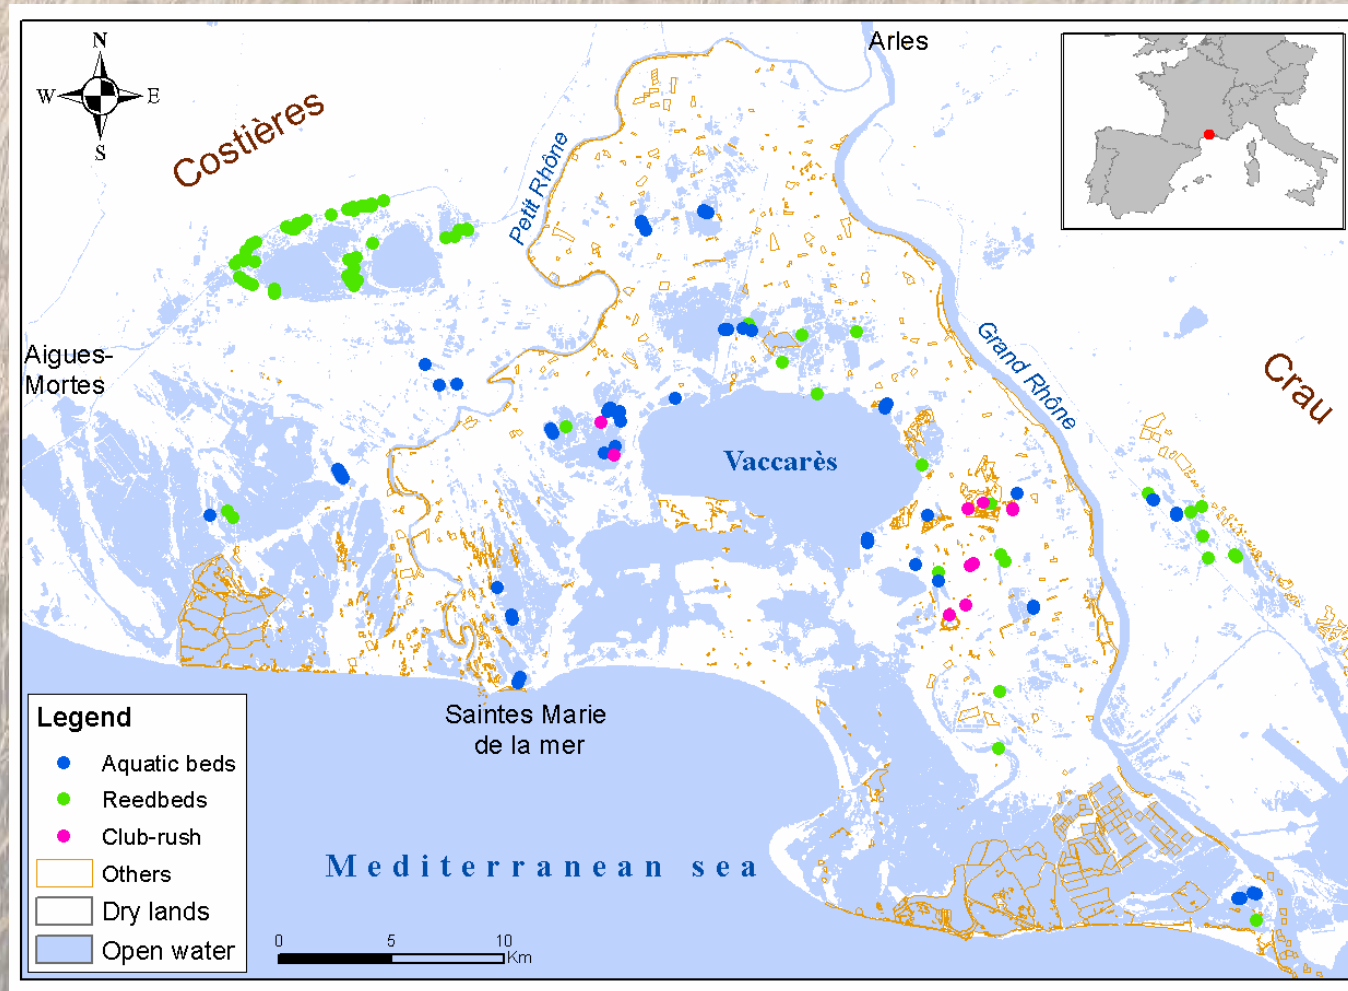 N
W E
S
Costières
Petit Rhône
Arles
Aigues-
Mortes
Grand Rhône
Crau
Vaccarès
Saintes Marie
de la mer
Mediterranean sea
Legend
Aquatic beds
Reedbeds
Club-rush
Others
Dry lands
Open water
0 5 10
Km